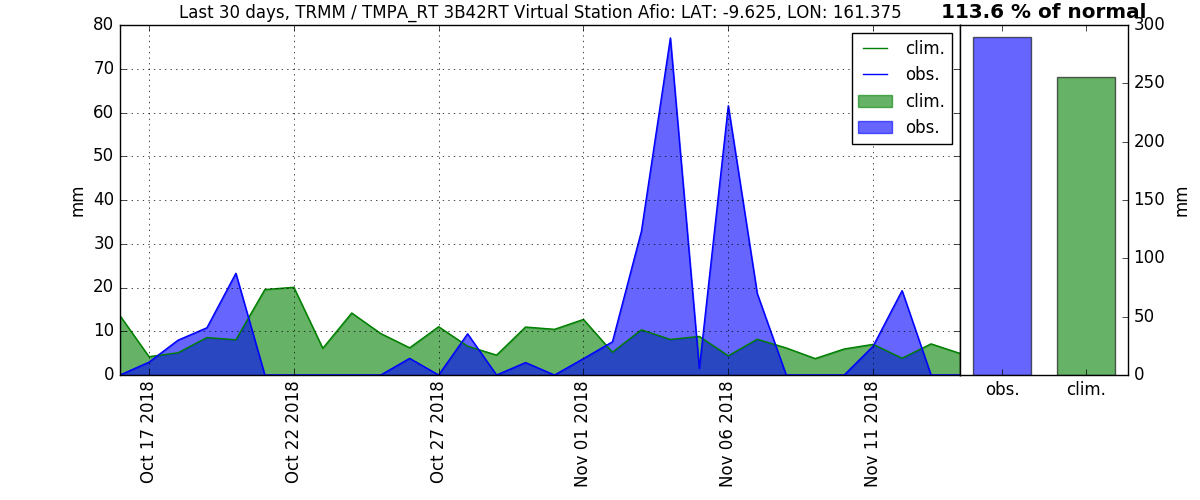 Last 30 days, TRMM / TMPA_RT 3B42RT Virtual Station Afio: LAT: -9.625, LON: 161.375
113.6 % of normal
80
70
60
50
40
30
20
10
0
mm
clim.
obs.
clim.
obs.
Oct 17 2018
Oct 22 2018
Oct 27 2018
Nov 01 2018
Nov 06 2018
Nov 11 2018
300
250
200
150
100
50
0
mm
obs.
clim.